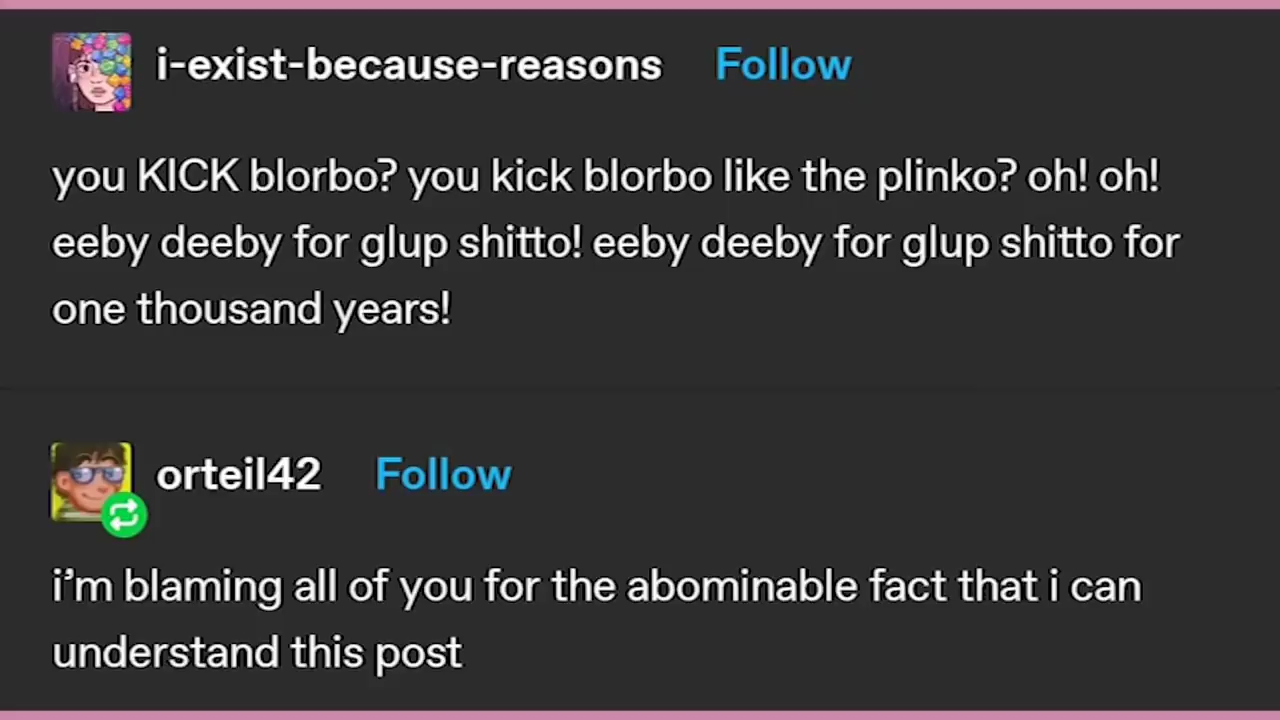 i-exist-because-reasons Follow
you KICK blorbo? you kick blorbo like the plinko? oh! oh!
eeby deeby for glup shitto! eeby deeby for glup shitto for
one thousand years!
orteil42 Follow
i’m blaming all of you for the abominable fact that i can
understand this post